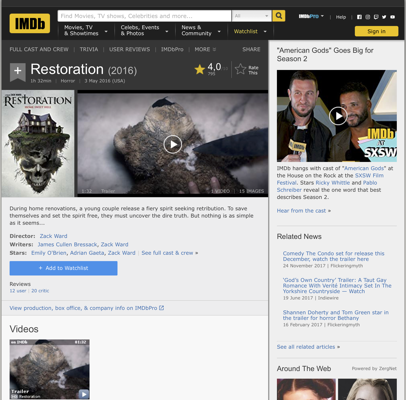 IMDb
Find Movies, TV shows, Celebrities and more...
All
IMDbPro
Help
Movies, TV
& Showtimes
Celebs, Events
& Photos
News &
Community
Watchlist
Sign in
FULL CAST AND CREW | TRIVIA | USER REVIEWS | IMDbPro | MORE
SHARE
Restoration (2016)
1h 32min | Horror | 3 May 2016 (USA)
4,0
Rate
This
RESTORATION
1:32 Trailer
1 VIDEO
15 IMAGES
During home renovations, a young couple release a fiery spirit seeking retribution. To save
themselves and set the spirit free, they must uncover the dire truth. But nothing is as simple
as it seems...
Director: Zack Ward
Writers: James Cullen Bressack, Zack Ward
Stars: Emily O'Brien, Adrian Gaeta, Zack Ward | See full cast & crew »
+ Add to Watchlist
Reviews
12 user | 20 critic
View production, box office, & company info on IMDbPro
Videos
on IMDb
Trailer
IMDb Restoration
"American Gods" Goes Big for
Season 2
IMDb
AT
SXSW
IMDb hangs with cast of "American Gods" at
the House on the Rock at the SXSW Film
Festival. Stars Ricky Whittle and Pablo
Schreiber reveal the one word that best
describes Season 2.
Hear from the cast »
Related News
Comedy The Condo set for release this
December, watch the trailer here
24 November 2017 | Flickeringmyth
'God's Own Country' Trailer: A Taut Gay
Romance With Verité Intimacy Set In The
Yorkshire Countryside — Watch
19 June 2017 | Indiewire
Shannen Doherty and Tom Green star in
the trailer for horror Bethany
16 February 2017 | Flickeringmyth
See all related articles »
Around The Web
Powered by ZergNet